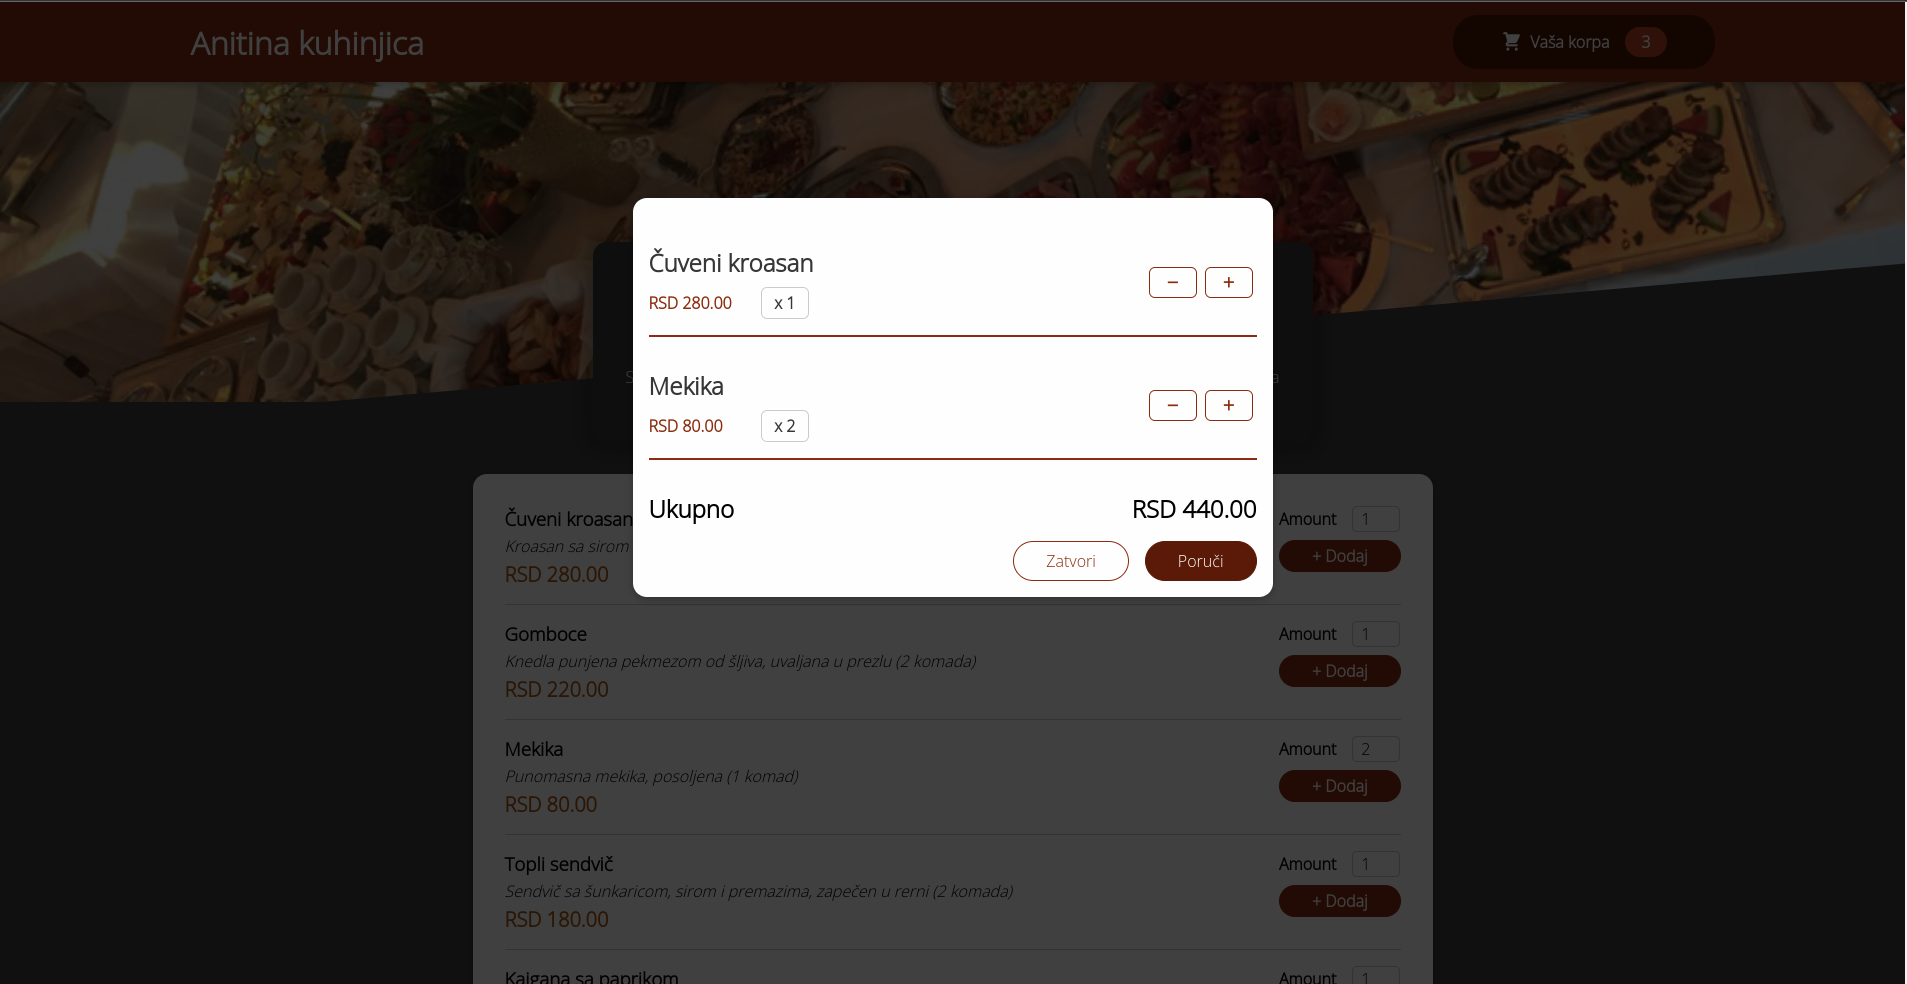 Anitina kuhinjica
Vaša korpa 3
Čuveni kroasan
RSD 280.00 x 1
− +
Mekika
RSD 80.00 x 2
− +
Ukupno RSD 440.00
Zatvori Poruči
Čuveni kroasan Amount 1
Kroasan sa sirom
+ Dodaj
RSD 280.00
Gomboce Amount 1
Knedla punjena pekmezom od šljiva, uvaljana u prezlu (2 komada)
+ Dodaj
RSD 220.00
Mekika Amount 2
Punomasna mekika, posoljena (1 komad)
+ Dodaj
RSD 80.00
Topli sendvič Amount 1
Sendvič sa šunkaricom, sirom i premazima, zapečen u rerni (2 komada)
+ Dodaj
RSD 180.00
Kajgana sa paprikom Amount 1